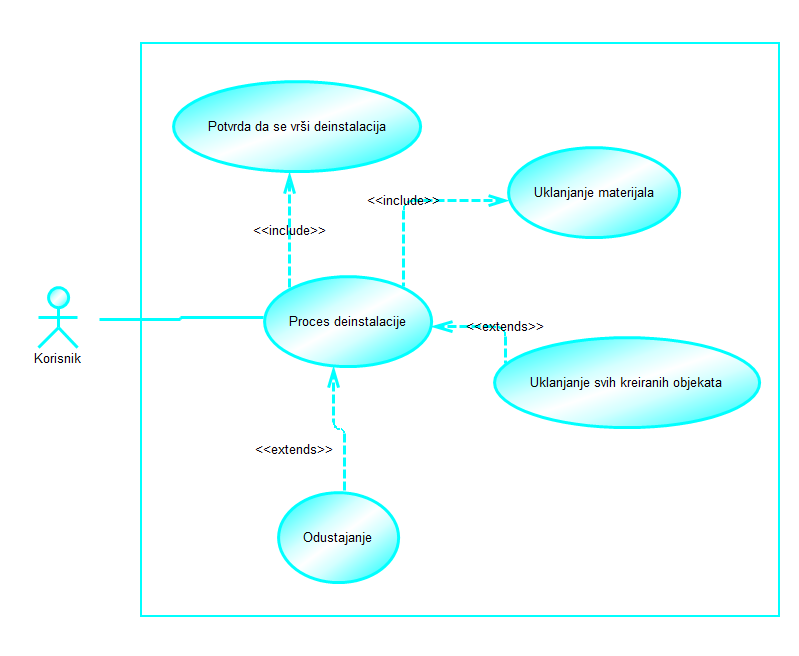 Potvrda da se vrši deinstalacija
Uklanjanje materijala
<<include>>
<<include>>
Proces deinstalacije
<<extends>>
Korisnik
Uklanjanje svih kreiranih objekata
<<extends>>
Odustajanje